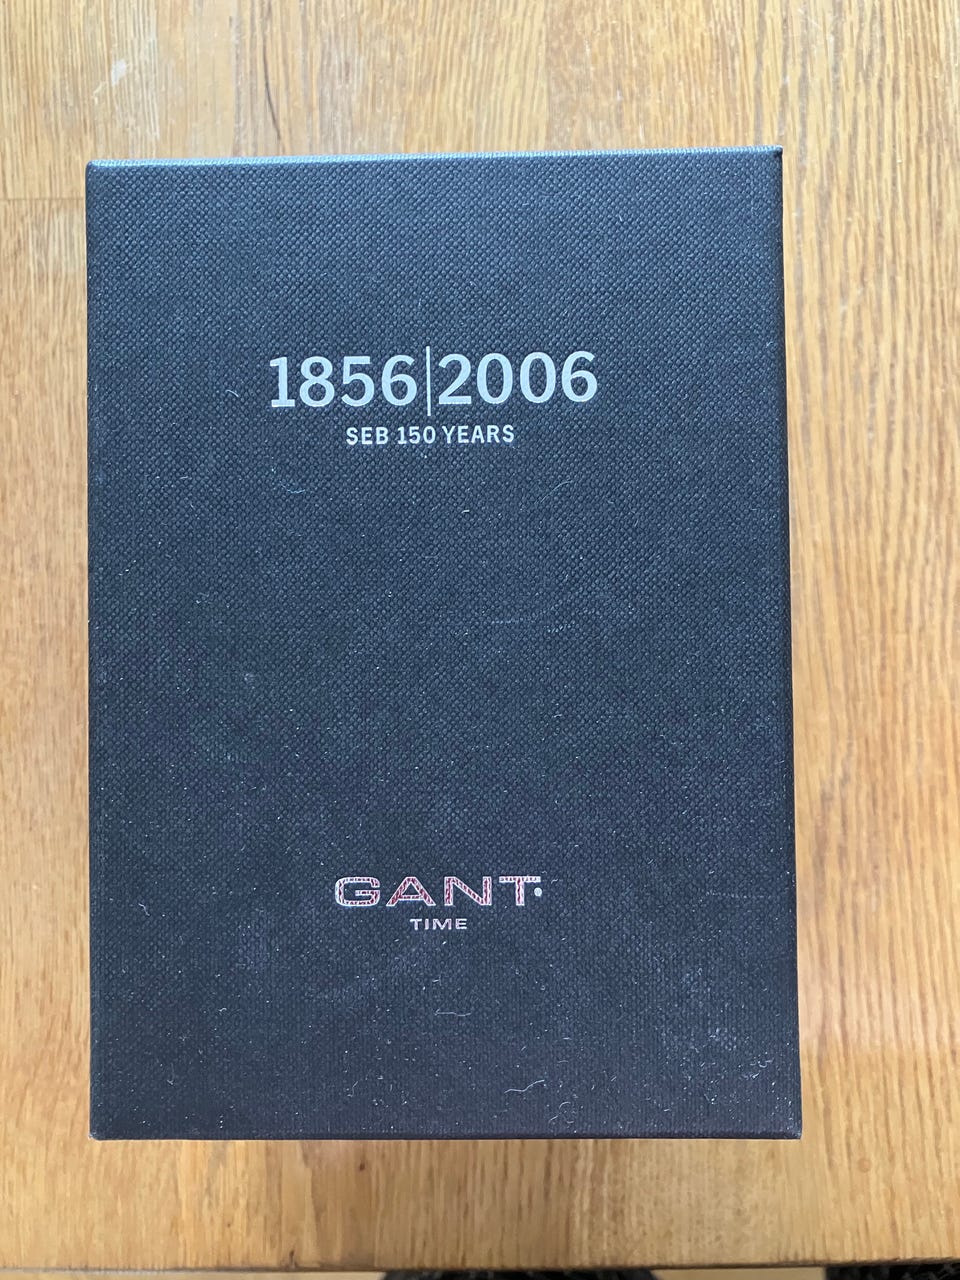 1856|2006
SEB 150 YEARS
GANT
TIME